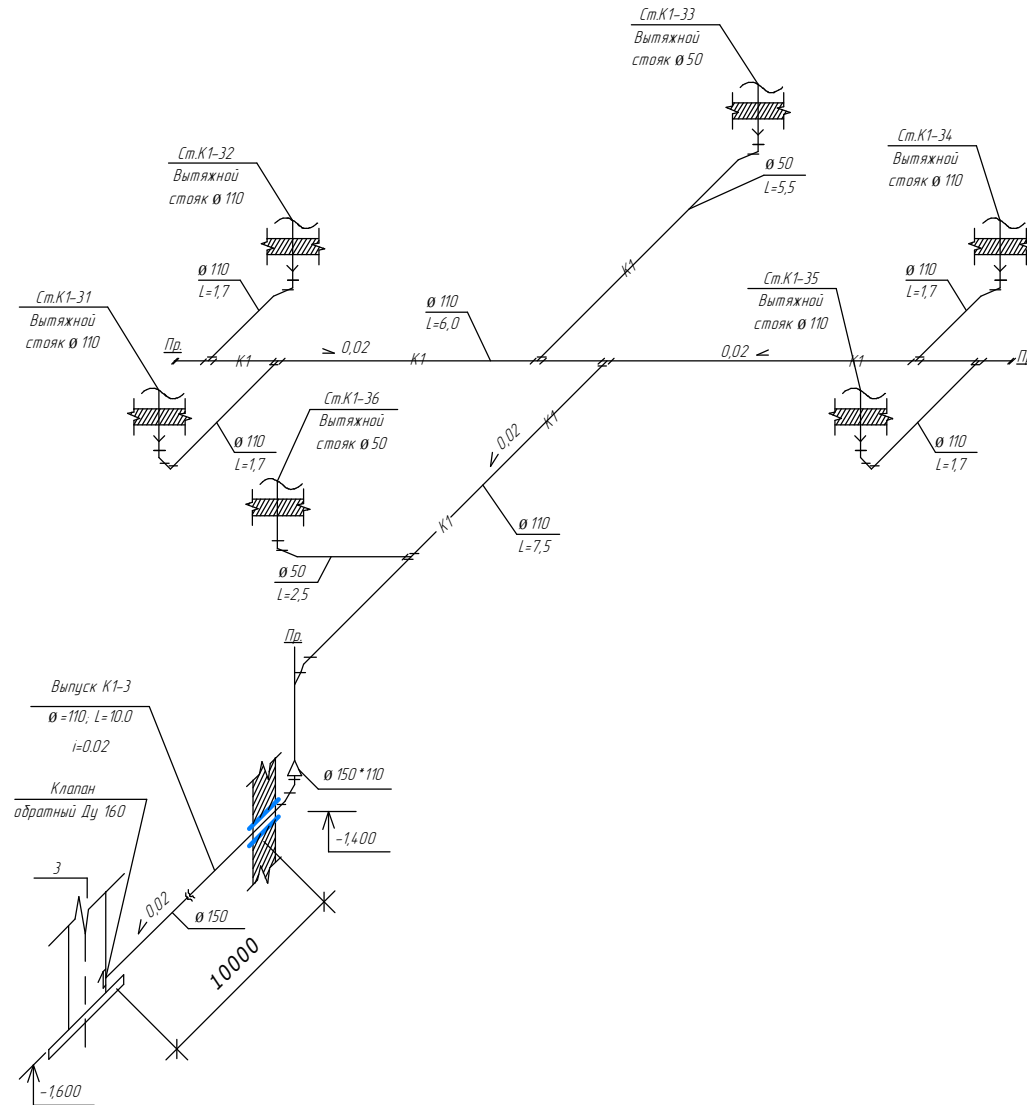 Ст.К1-33
Вытяжной
стояк Ø 50
Ст.К1-32
Вытяжной
стояк Ø 110
Ст.К1-34
Вытяжной
стояк Ø 110
Ø 50
L=5,5
К1
Ø 110
L=1,7
Ст.К1-31
Вытяжной
стояк Ø 110
Ø 110
L=6,0
Ст.К1-35
Вытяжной
стояк Ø 110
Ø 110
L=1,7
Пр.
К1
0,02
К1
0,02
К1
Пр.
Ст.К1-36
Вытяжной
стояк Ø 50
Ø 110
L=1,7
0,02
К1
Ø 110
L=1,7
К1
Ø 110
L=7,5
Ø 50
L=2,5
Пр.
Выпуск К1-3
Ø =110; L=10.0
i=0.02
Ø 150*110
Клапан
обратный Ду 160
-1,400
3
0,02
Ø 150
10000
-1,600